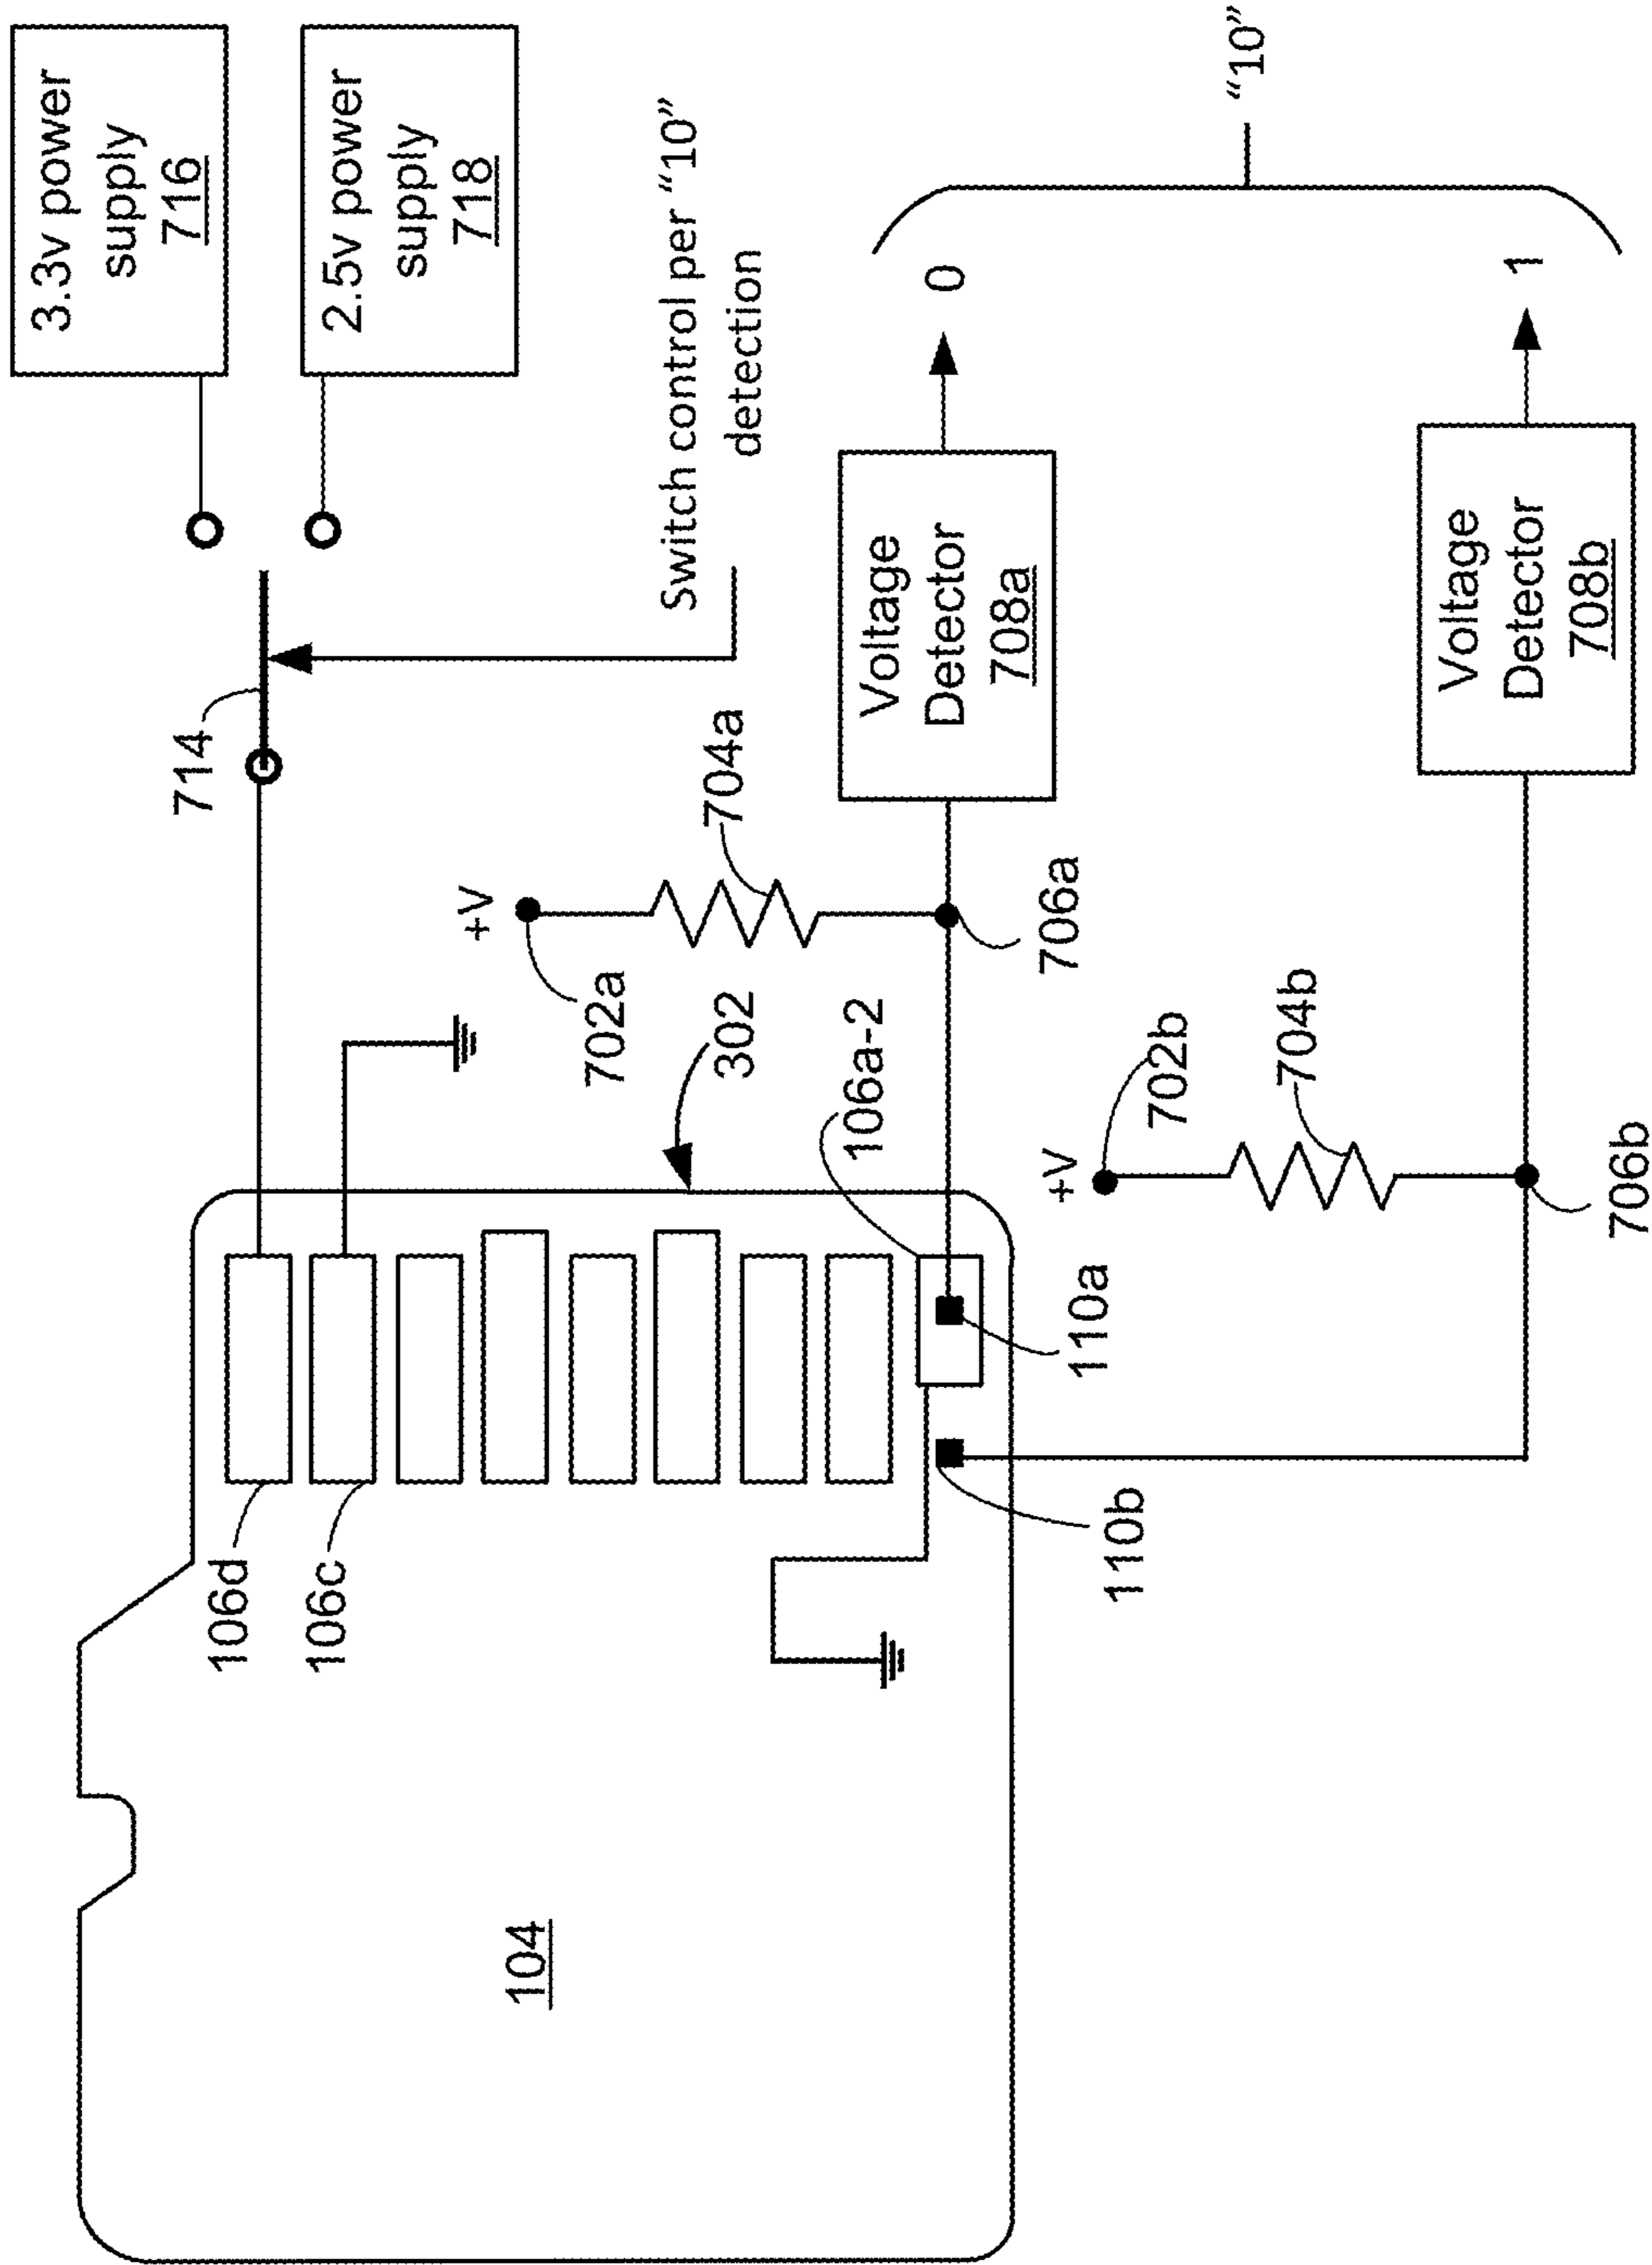 3.3v power
supply
716
2.5v power
supply
718
714
Switch control per “10”
detection
+V
702a
704a
706a
Voltage
Detector
708a
0
“10”
106d
106c
302
106a-2
110a
110b
104
+V
702b
704b
706b
Voltage
Detector
708b
1